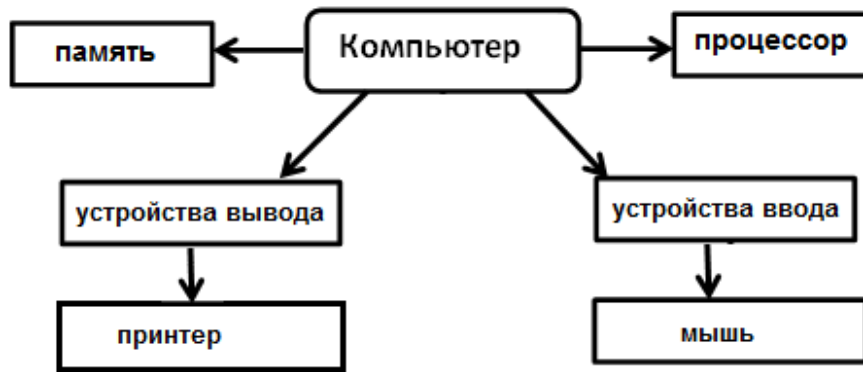 память
Компьютер
процессор
устройства вывода
устройства ввода
принтер
мышь